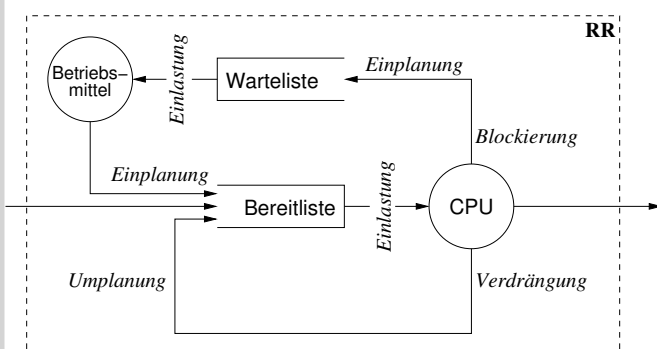 RR
Betriebs–
mittel
Einlastung
Warteliste
Einplanung
Blockierung
Einplanung
Bereitliste
Einlastung
CPU
Umplanung
Verdrängung